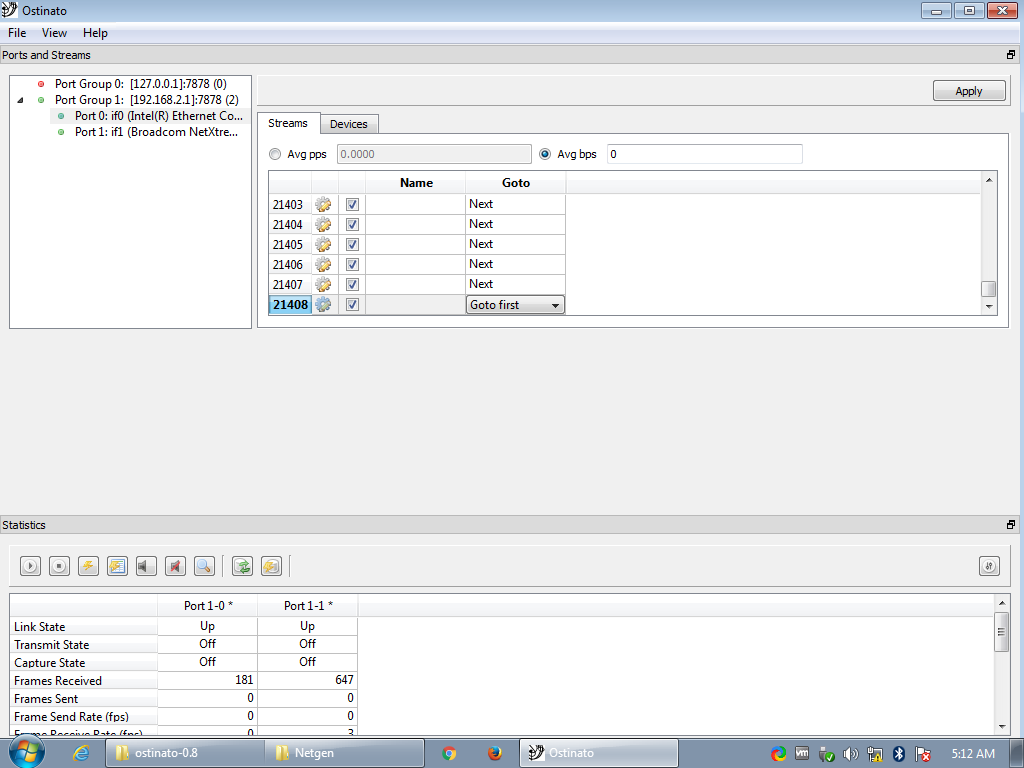 Ostinato
File View Help
Ports and Streams
Port Group 0: [127.0.0.1]:7878 (0)
Port Group 1: [192.168.2.1]:7878 (2)
Port 0: if0 (Intel(R) Ethernet Co...
Port 1: if1 (Broadcom NetXtre...
Apply
Streams Devices
Avg pps 0.0000 Avg bps 0
Name Goto
21403 Next
21404 Next
21405 Next
21406 Next
21407 Next
21408 Goto first
Statistics
Port 1-0 * Port 1-1 *
Link State Up Up
Transmit State Off Off
Capture State Off Off
Frames Received 181 647
Frames Sent 0 0
Frame Send Rate (fps) 0 0
Frame Receive Rate (fps) 0 3
ostinato-0.8 Netgen Ostinato vm 5:12 AM